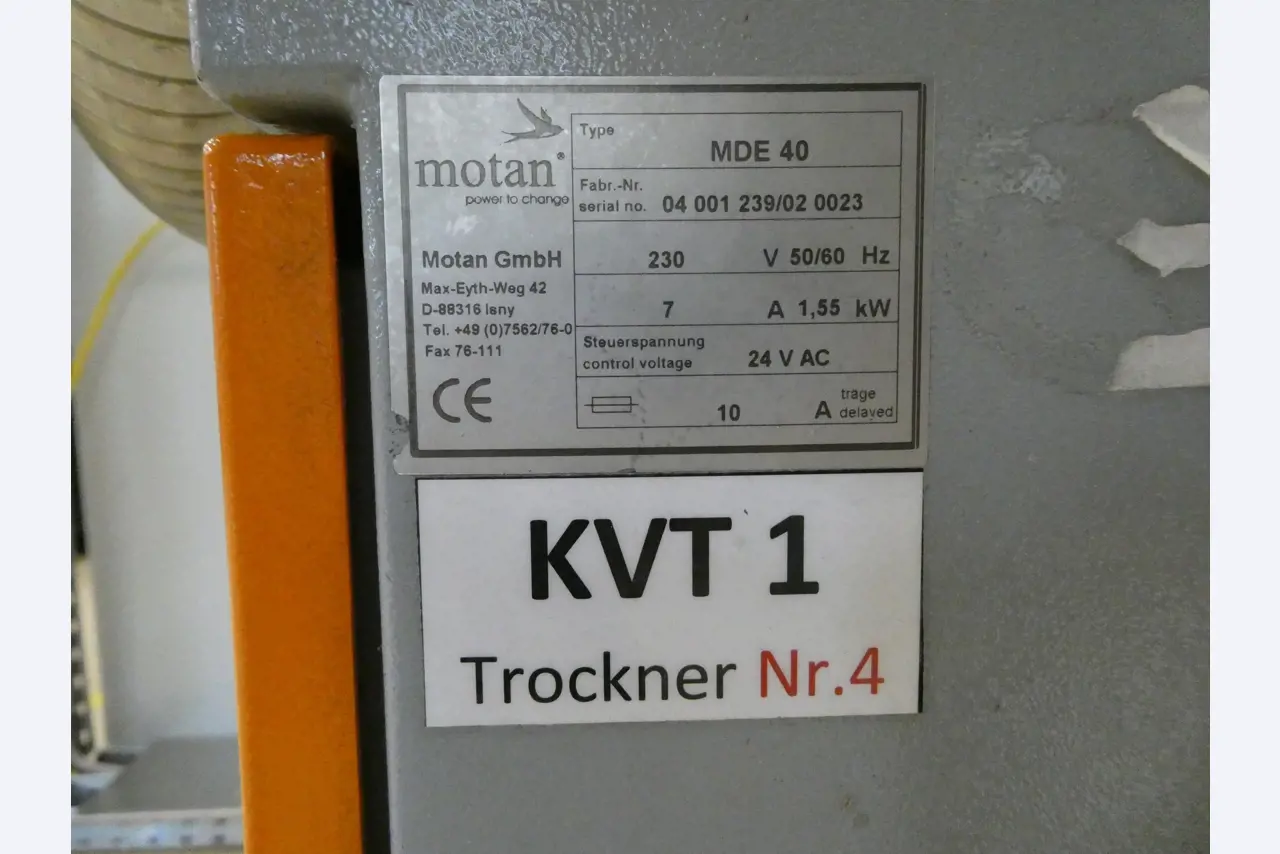 motan®
power to change
Motan GmbH
Max-Eyth-Weg 42
D-88316 Isny
Tel. +49 (0)7562/76-0
Fax 76-111
CE
Type
MDE 40
Fabr.-Nr.
serial no. 04 001 239/02 0023
230 V 50/60 Hz
7 A 1,55 kW
Steuerspannung
control voltage 24 V AC
10 A träge
delayed
KVT 1
Trockner Nr.4